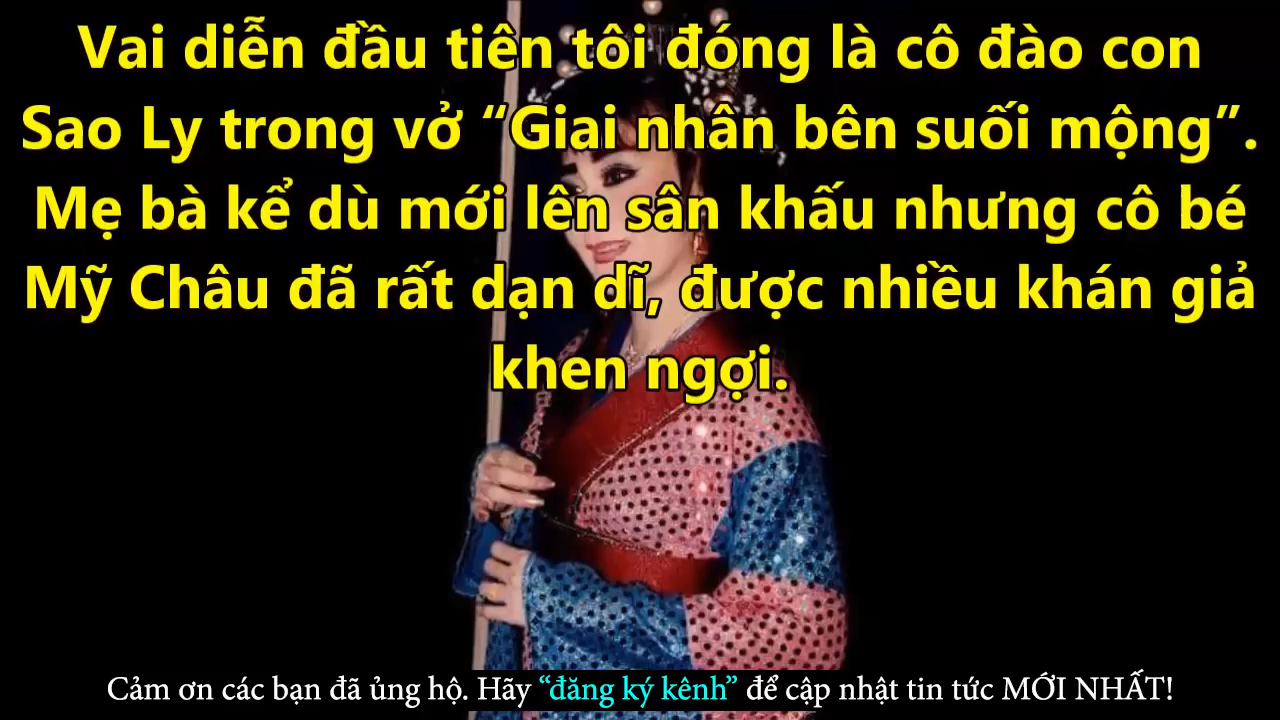 Vai diễn đầu tiên tôi đóng là cô đào con
Sao Ly trong vở “Giai nhân bên suối mộng”.
Mẹ bà kể dù mới lên sân khấu nhưng cô bé
Mỹ Châu đã rất dạn dĩ, được nhiều khán giả
khen ngợi.
Cảm ơn các bạn đã ủng hộ. Hãy “đăng ký kênh” để cập nhật tin tức MỚI NHẤT!